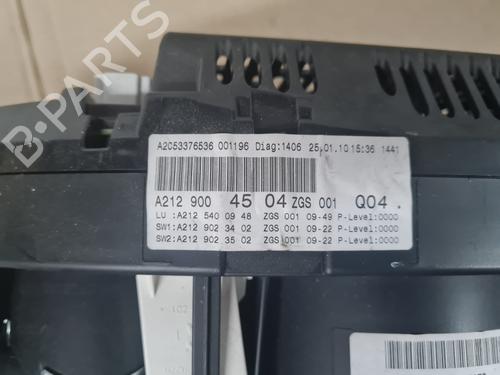 A2C53376536 001196 Diag:1406 25.01.10 15:36 1441
A212 900 45 04 ZGS 001 Q04 .
LU :A212 540 09 48 ZGS 001 09-49 P-Level:0000
SW1:A212 902 34 02 ZGS 001 09-22 P-Level:0000
SW2:A212 902 35 02 ZGS 001 09-22 P-Level:0000
B-PARTS